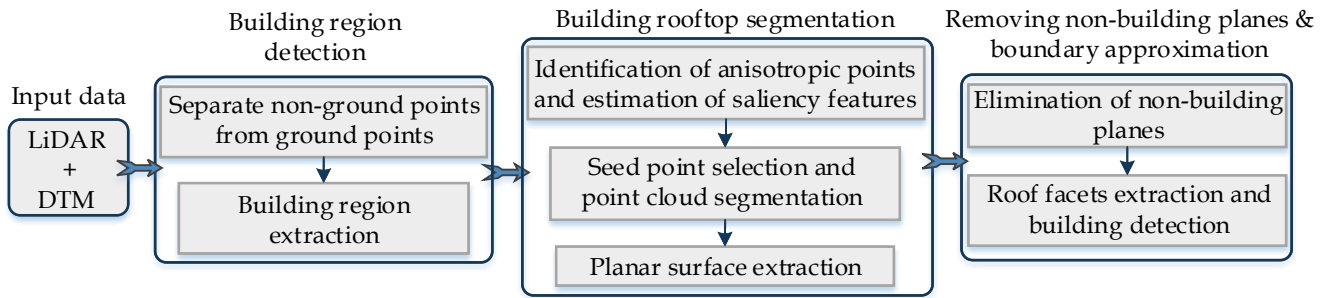 Input data
LiDAR
+
DTM
Building region
detection
Separate non-ground points
from ground points
Building region
extraction
Building rooftop segmentation
Identification of anisotropic points
and estimation of saliency features
Seed point selection and
point cloud segmentation
Planar surface extraction
Removing non-building planes &
boundary approximation
Elimination of non-building
planes
Roof facets extraction and
building detection